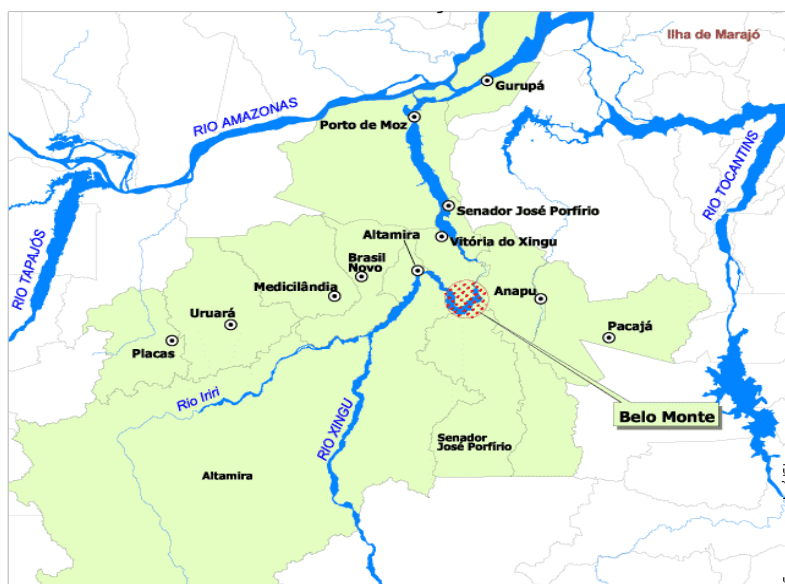 Ilha de Marajó
Gurupá
RIO AMAZONAS
Porto de Moz
RIO TOCANTINS
Senador José Porfírio
RIO TAPAJÓS
Altamira
Vitória do Xingu
Brasil
Novo
Medicilândia
Anapu
Uruará
Pacajá
Placas
Rio Iriri
RIO XINGU
Belo Monte
Senador
José Porfírio
Altamira